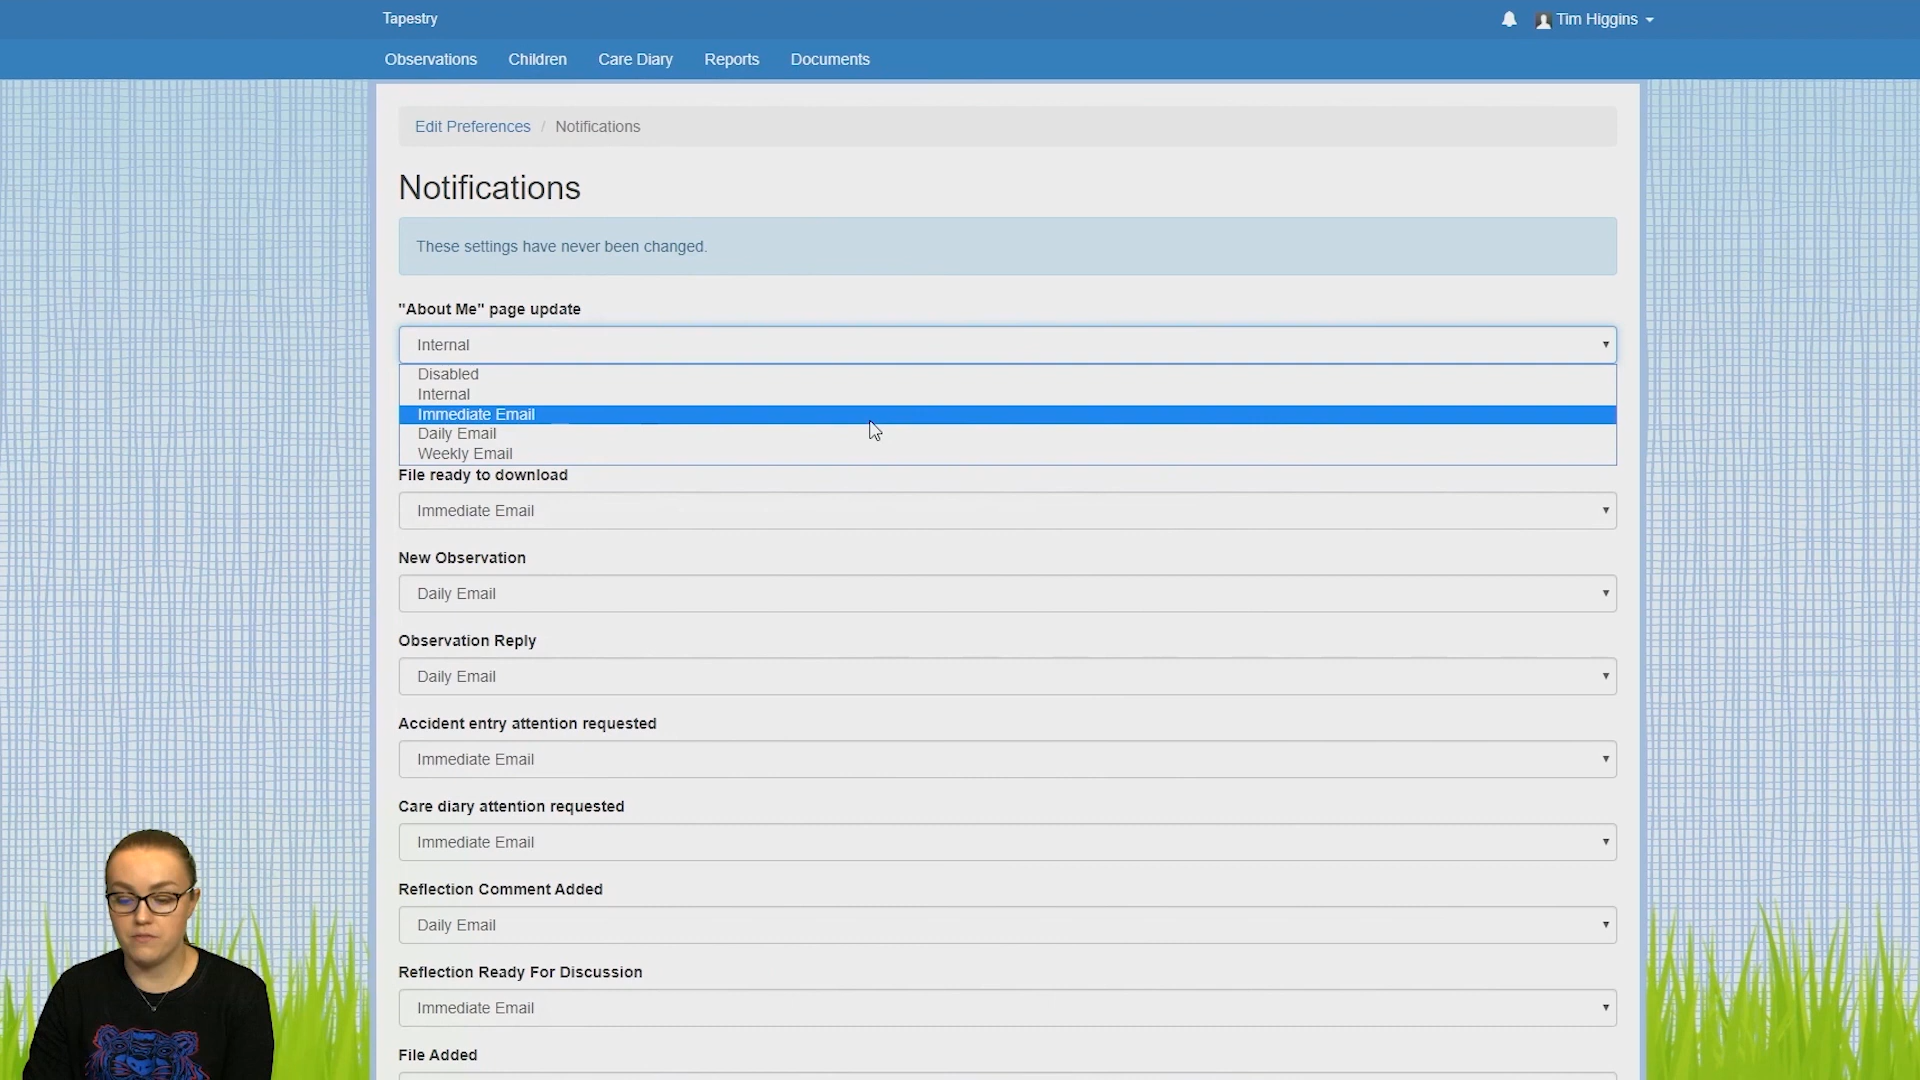 Tapestry
Tim Higgins
Observations Children Care Diary Reports Documents
Edit Preferences / Notifications
Notifications
These settings have never been changed.
"About Me" page update
Internal
Disabled
Internal
Immediate Email
Daily Email
Weekly Email
File ready to download
Immediate Email
New Observation
Daily Email
Observation Reply
Daily Email
Accident entry attention requested
Immediate Email
Care diary attention requested
Immediate Email
Reflection Comment Added
Daily Email
Reflection Ready For Discussion
Immediate Email
File Added